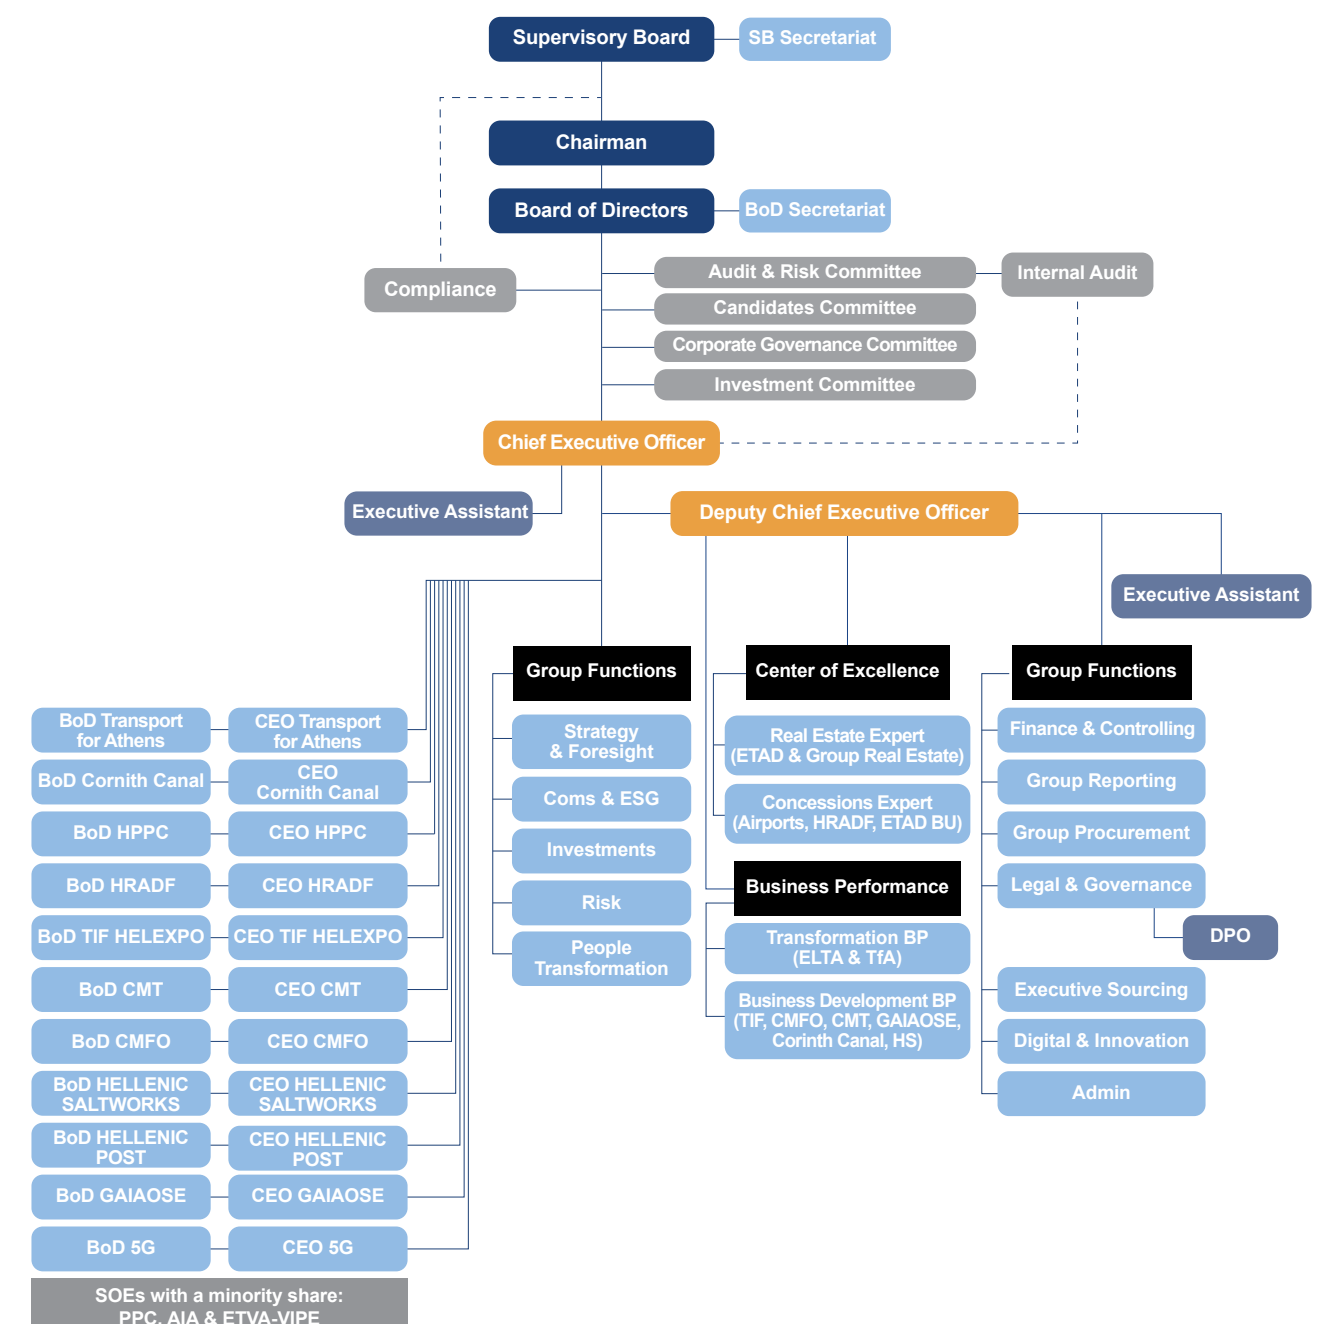 Supervisory Board
SB Secretariat
Chairman
Board of Directors
BoD Secretariat
Compliance
Audit & Risk Committee
Internal Audit
Candidates Committee
Corporate Governance Committee
Investment Committee
Chief Executive Officer
Executive Assistant
Deputy Chief Executive Officer
Executive Assistant
BoD Transport
for Athens
CEO Transport
for Athens
BoD Cornith Canal
CEO
Cornith Canal
BoD HPPC
CEO HPPC
BoD HRADF
CEO HRADF
BoD TIF HELEXPO
CEO TIF HELEXPO
BoD CMT
CEO CMT
BoD CMFO
CEO CMFO
BoD HELLENIC
SALTWORKS
CEO HELLENIC
SALTWORKS
BoD HELLENIC
POST
CEO HELLENIC
POST
BoD GAIAOSE
CEO GAIAOSE
BoD 5G
CEO 5G
SOEs with a minority share:
PPC, AIA & ETVA-VIPE
Group Functions
Strategy
& Foresight
Coms & ESG
Investments
Risk
People
Transformation
Center of Excellence
Real Estate Expert
(ETAD & Group Real Estate)
Concessions Expert
(Airports, HRADF, ETAD BU)
Business Performance
Transformation BP
(ELTA & TfA)
Business Development BP
(TIF, CMFO, CMT, GAIAOSE,
Corinth Canal, HS)
Group Functions
Finance & Controlling
Group Reporting
Group Procurement
Legal & Governance
DPO
Executive Sourcing
Digital & Innovation
Admin